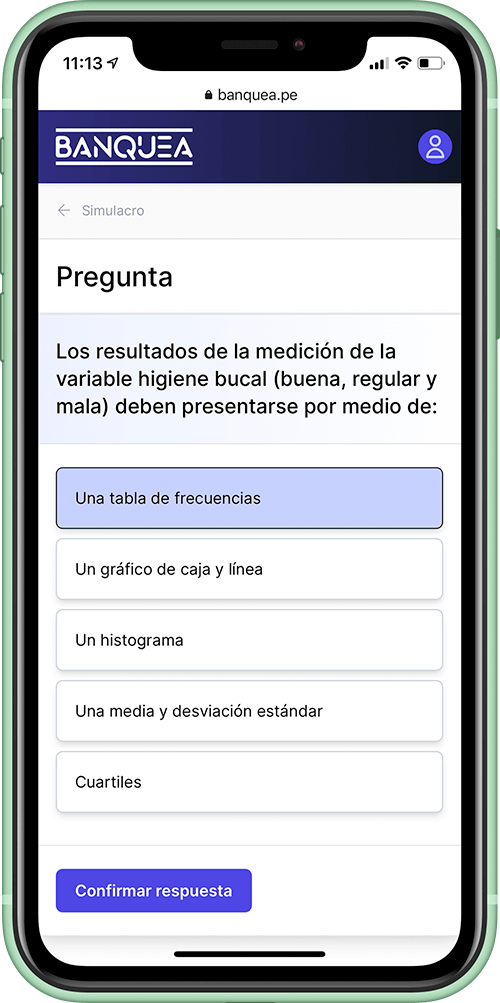 11:13
banquea.pe
BANQUEA
Simulacro
Pregunta
Los resultados de la medición de la
variable higiene bucal (buena, regular y
mala) deben presentarse por medio de:
Una tabla de frecuencias
Un gráfico de caja y línea
Un histograma
Una media y desviación estándar
Cuartiles
Confirmar respuesta